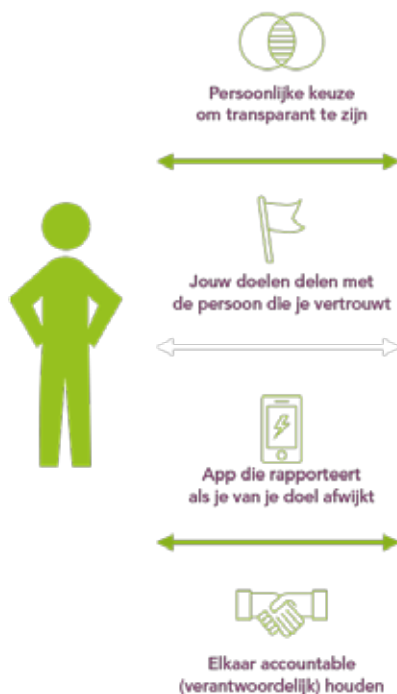 Persoonlijke keuze
om transparant te zijn
Jouw doelen delen met
de persoon die je vertrouwt
App die rapporteert
als je van je doel afwijkt
Elkaar accountable
(verantwoordelijk) houden